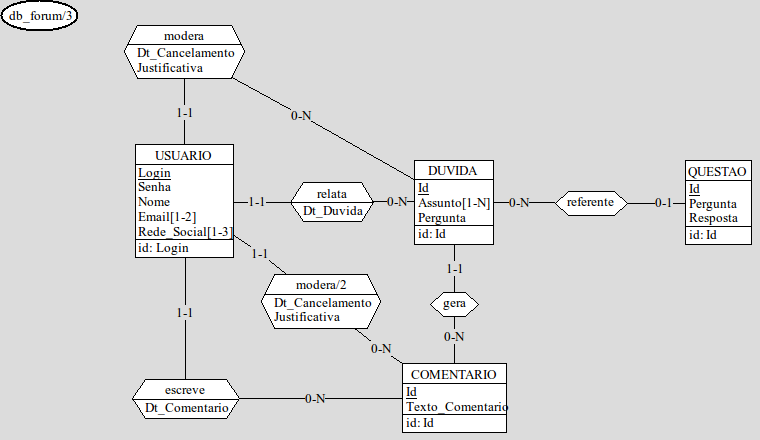 db_forum/3
modera
Dt_Cancelamento
Justificativa
1-1
0-N
USUARIO
Login
Senha
Nome
Email[1-2]
Rede_Social[1-3]
id: Login
1-1
relata
Dt_Duvida
0-N
DUVIDA
Id
Assunto[1-N]
Pergunta
id: Id
0-N
referente
0-1
QUESTAO
Id
Pergunta
Resposta
id: Id
1-1
modera/2
Dt_Cancelamento
Justificativa
0-N
1-1
gera
0-N
1-1
escreve
Dt_Comentario
0-N
COMENTARIO
Id
Texto_Comentario
id: Id